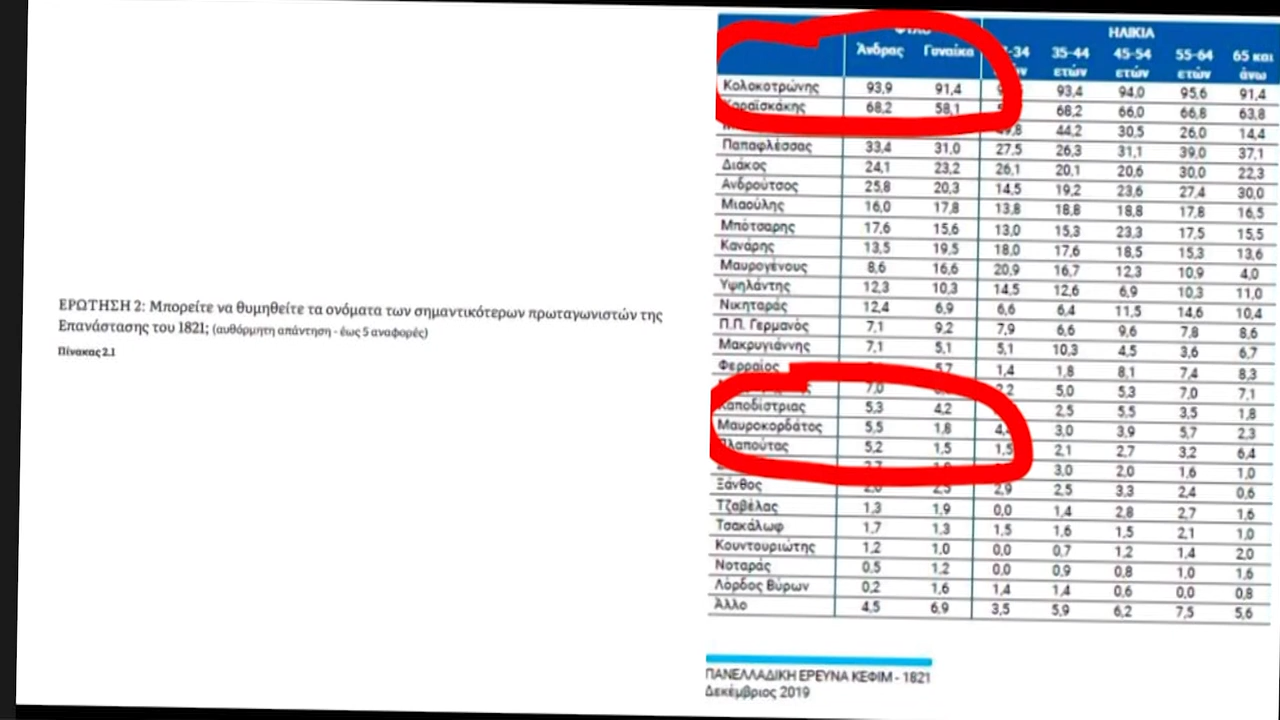 ΕΡΩΤΗΣΗ 2: Μπορείτε να θυμηθείτε τα ονόματα των σημαντικότερων πρωταγωνιστών της
Επανάστασης του 1821; (αυθόρμητη απάντηση - έως 5 αναφορές)
Πίνακας 2.1
ΗΛΙΚΙΑ
Άνδρας Γυναίκα 35-44 ετών 45-54 ετών 55-64 ετών 65 και άνω
Κολοκοτρώνης 93,9 91,4 93,4 94,0 95,6 91,4
Καραϊσκάκης 68,2 58,1 68,2 66,0 66,8 63,8
44,2 30,5 26,0 14,4
Παπαφλέσσας 33,4 31,0 27,5 26,3 31,1 39,0 37,1
Διάκος 24,1 23,2 26,1 20,1 20,6 30,0 22,3
Ανδρούτσος 25,8 20,3 14,5 19,2 23,6 27,4 30,0
Μιαούλης 16,0 17,8 13,8 18,8 18,8 17,8 16,5
Μπότσαρης 17,6 15,6 13,0 15,3 23,3 17,5 15,5
Κανάρης 13,5 19,5 18,0 17,6 18,5 15,3 13,6
Μαυρογένους 8,6 16,6 20,9 16,7 12,3 10,9 4,0
Υψηλάντης 12,3 10,3 14,5 12,6 6,9 10,3 11,0
Νικηταράς 12,4 6,9 6,6 6,4 11,5 14,6 10,4
Π.Π. Γερμανός 7,1 9,2 7,9 6,6 9,6 7,8 8,6
Μακρυγιάννης 7,1 5,1 5,1 10,3 4,5 3,6 6,7
Φερραίος 5,7 1,4 1,8 8,1 7,4 8,3
7,0 2,2 5,0 5,3 7,0 7,1
Καποδίστριας 5,3 4,2 2,5 5,5 3,5 1,8
Μαυροκορδάτος 5,5 1,8 3,0 3,9 5,7 2,3
Πλαπούτας 5,2 1,5 1,5 2,1 2,7 3,2 6,4
3,0 2,0 1,6 1,0
Ξάνθος 2,0 2,5 2,9 2,5 3,3 2,4 0,6
Τζαβέλας 1,3 1,9 0,0 1,4 2,8 2,7 1,6
Τσακάλωφ 1,7 1,3 1,5 1,6 1,5 2,1 1,0
Κουντουριώτης 1,2 1,0 0,0 0,7 1,2 1,4 2,0
Νοταράς 0,5 1,2 0,0 0,9 0,8 1,0 1,6
Λόρδος Βύρων 0,2 1,6 1,4 1,4 0,6 0,0 0,8
Άλλο 4,5 6,9 3,5 5,9 6,2 7,5 5,6
ΠΑΝΕΛΛΑΔΙΚΗ ΕΡΕΥΝΑ ΚΕΦΙΜ - 1821
Δεκέμβριος 2019